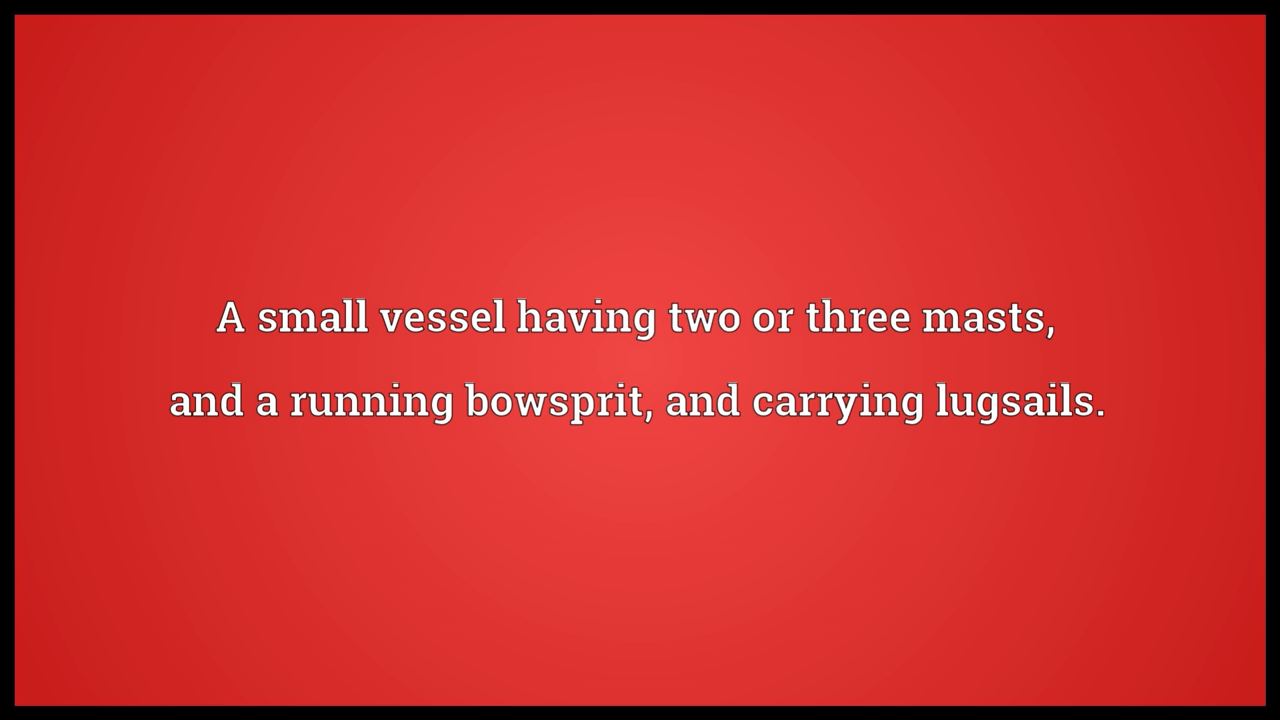 A small vessel having two or three masts,
and a running bowsprit, and carrying lugsails.